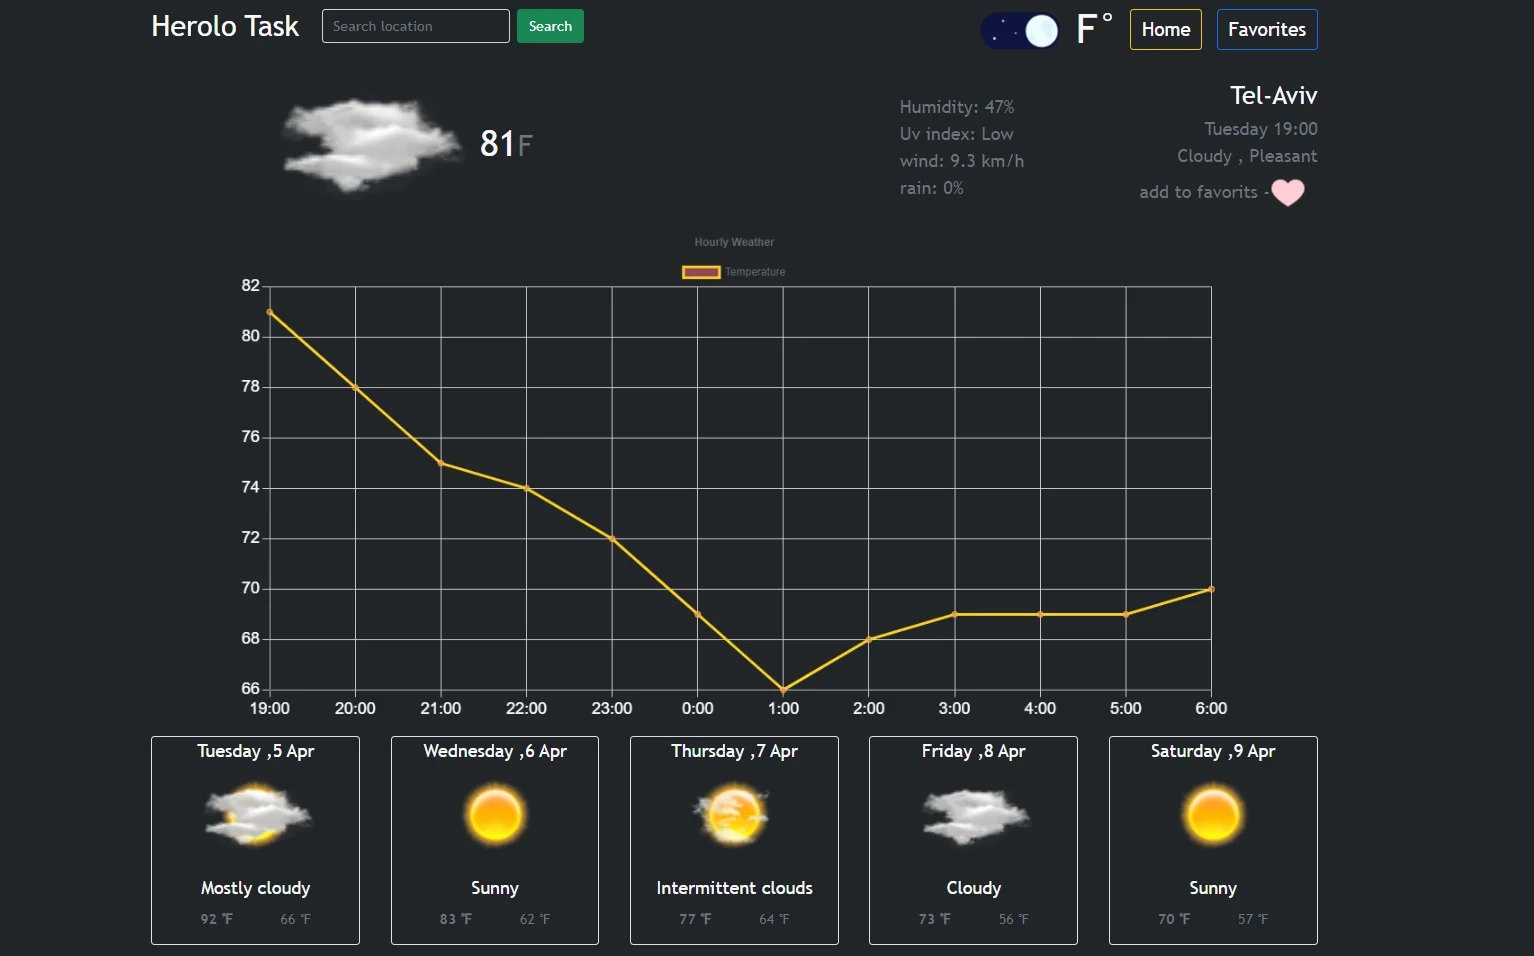 Herolo Task
Search location
Search
F°
Home
Favorites
81F
Humidity: 47%
Uv index: Low
wind: 9.3 km/h
rain: 0%
Tel-Aviv
Tuesday 19:00
Cloudy , Pleasant
add to favorits -
Hourly Weather
Temperature
82
80
78
76
74
72
70
68
66
19:00 20:00 21:00 22:00 23:00 0:00 1:00 2:00 3:00 4:00 5:00 6:00
Tuesday ,5 Apr
Mostly cloudy
92 °F 66 °F
Wednesday ,6 Apr
Sunny
83 °F 62 °F
Thursday ,7 Apr
Intermittent clouds
77 °F 64 °F
Friday ,8 Apr
Cloudy
73 °F 56 °F
Saturday ,9 Apr
Sunny
70 °F 57 °F